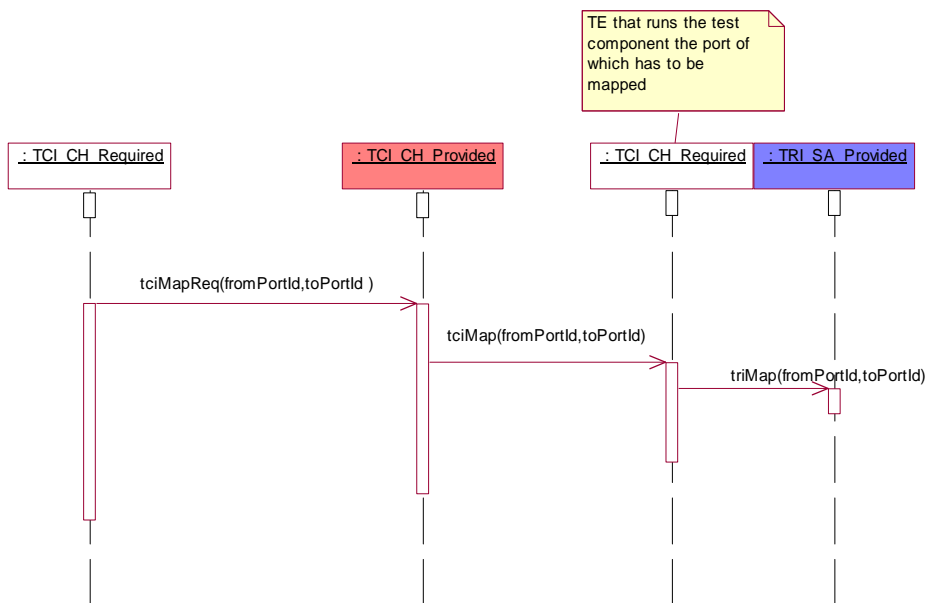 TE that runs the test
component the port of
which has to be
mapped
: TCI_CH_Required
: TCI_CH_Provided
: TCI_CH_Required
: TRI_SA_Provided
tciMapReq(fromPortId,toPortId )
tciMap(fromPortId,toPortId)
triMap(fromPortId,toPortId)